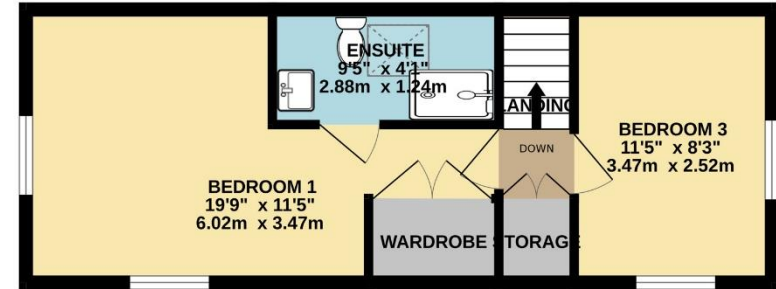 ENSUITE
9'5" x 4'1"
2.88m x 1.24m
LANDING
DOWN
BEDROOM 3
11'5" x 8'3"
3.47m x 2.52m
BEDROOM 1
19'9" x 11'5"
6.02m x 3.47m
WARDROBE STORAGE